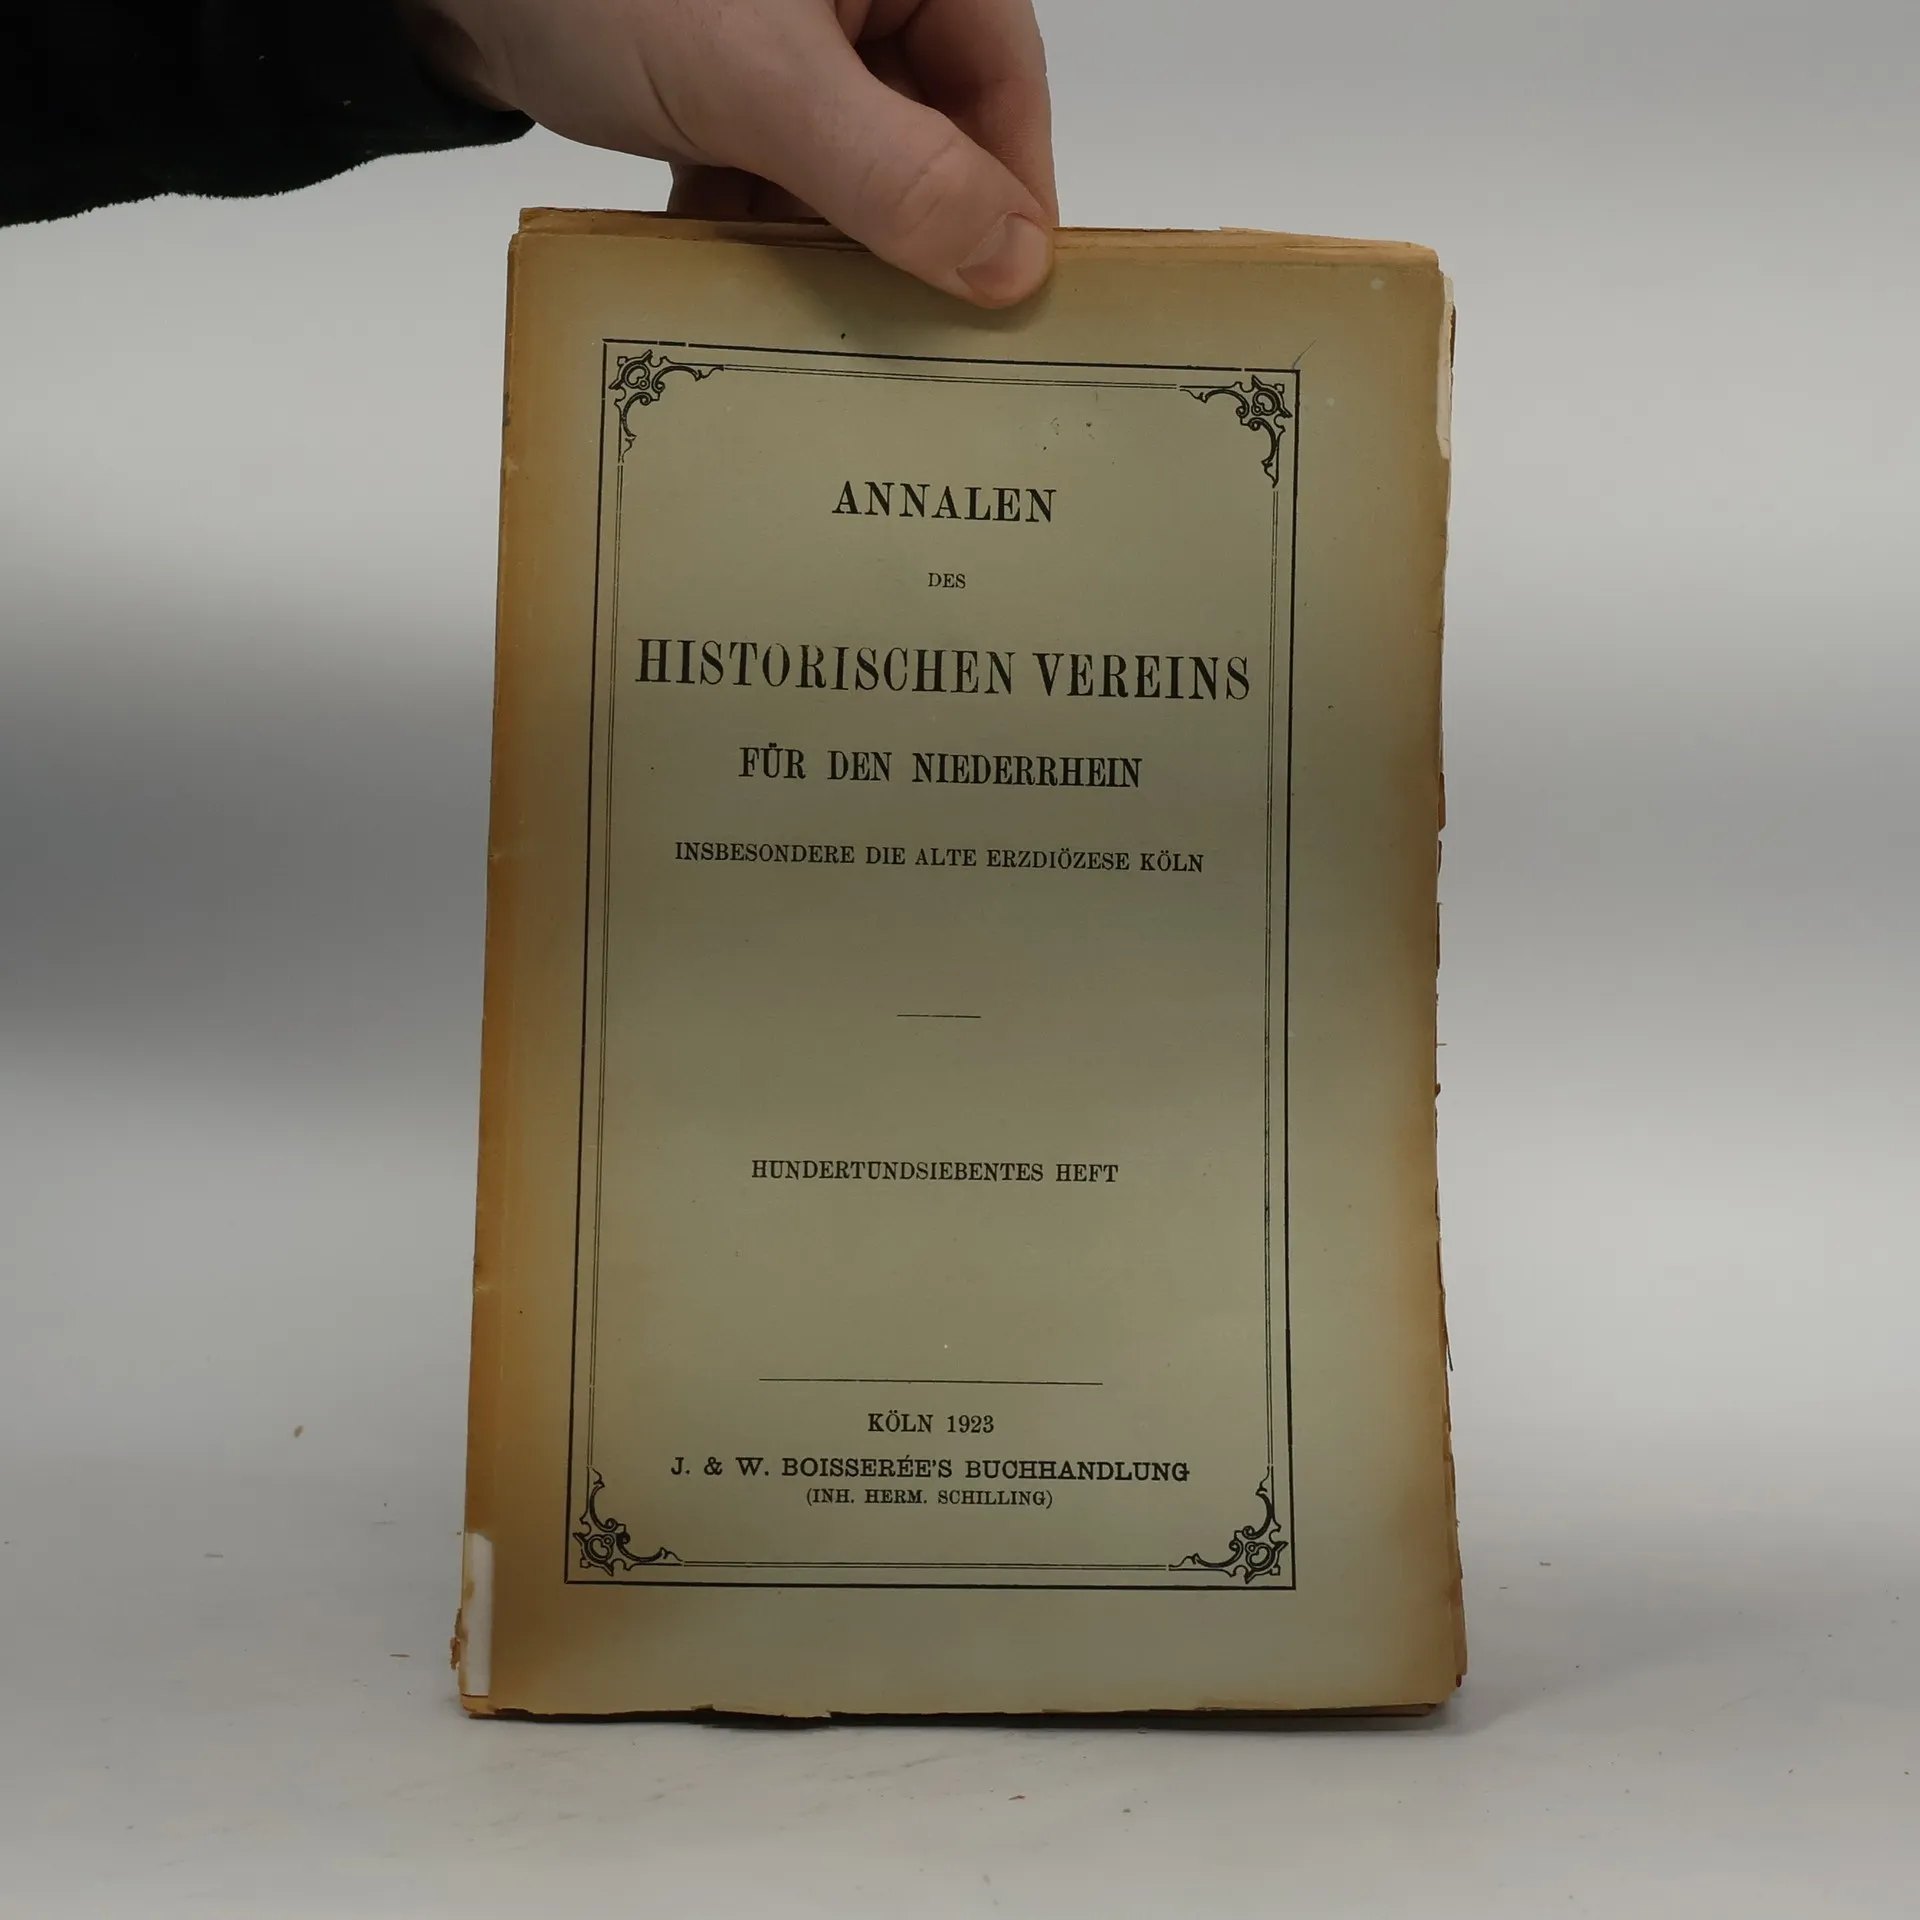 ANNALEN
DES
HISTORISCHEN VEREINS
FÜR DEN NIEDERRHEIN
INSBESONDERE DIE ALTE ERZDIÖZESE KÖLN
HUNDERTUNDSIEBENTES HEFT
KÖLN 1923
J. & W. BOISSERÉE'S BUCHHANDLUNG
(INH. HERM. SCHILLING)